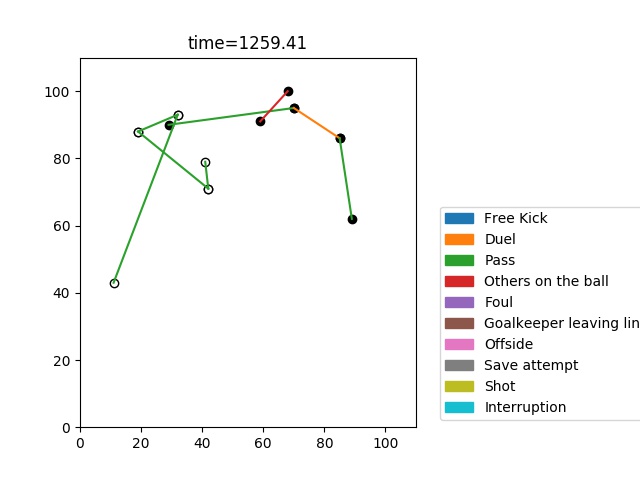 time=1259.41
100
80
60
40
20
0
0 20 40 60 80 100
Free Kick
Duel
Pass
Others on the ball
Foul
Goalkeeper leaving lin
Offside
Save attempt
Shot
Interruption